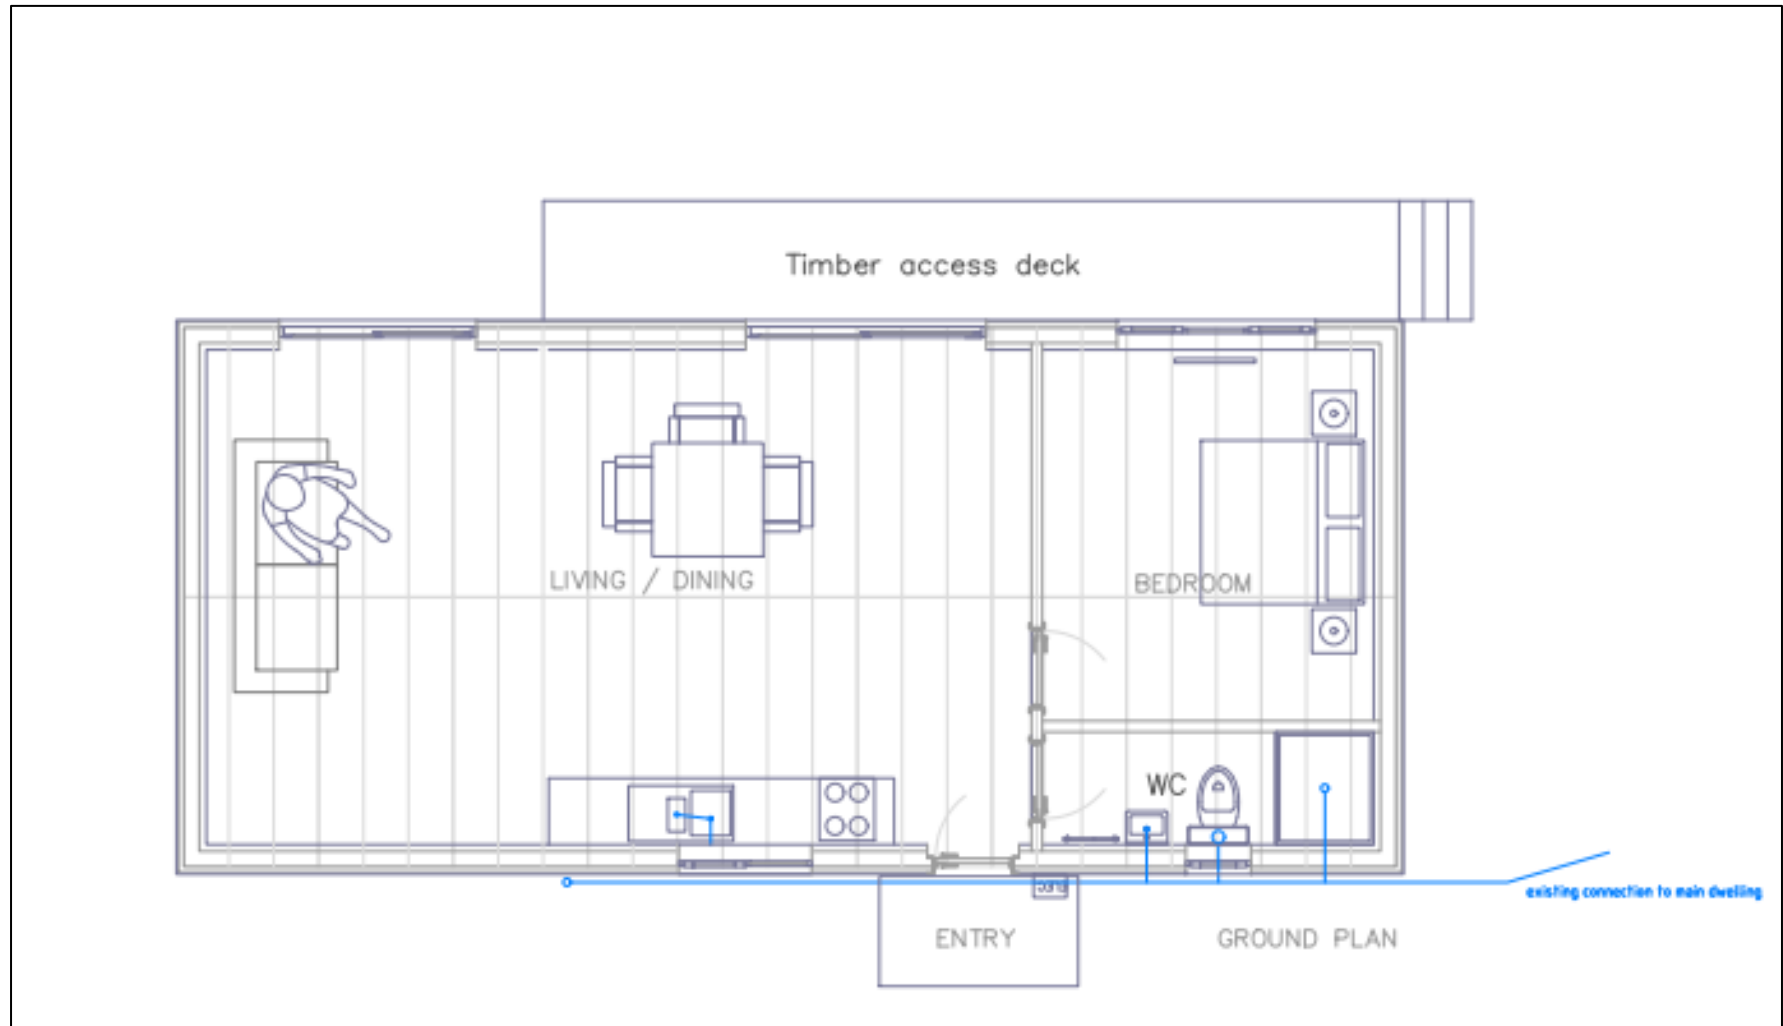 Timber access deck
LIVING / DINING
BEDROOM
WC
existing connection to main dwelling
ENTRY
GROUND PLAN